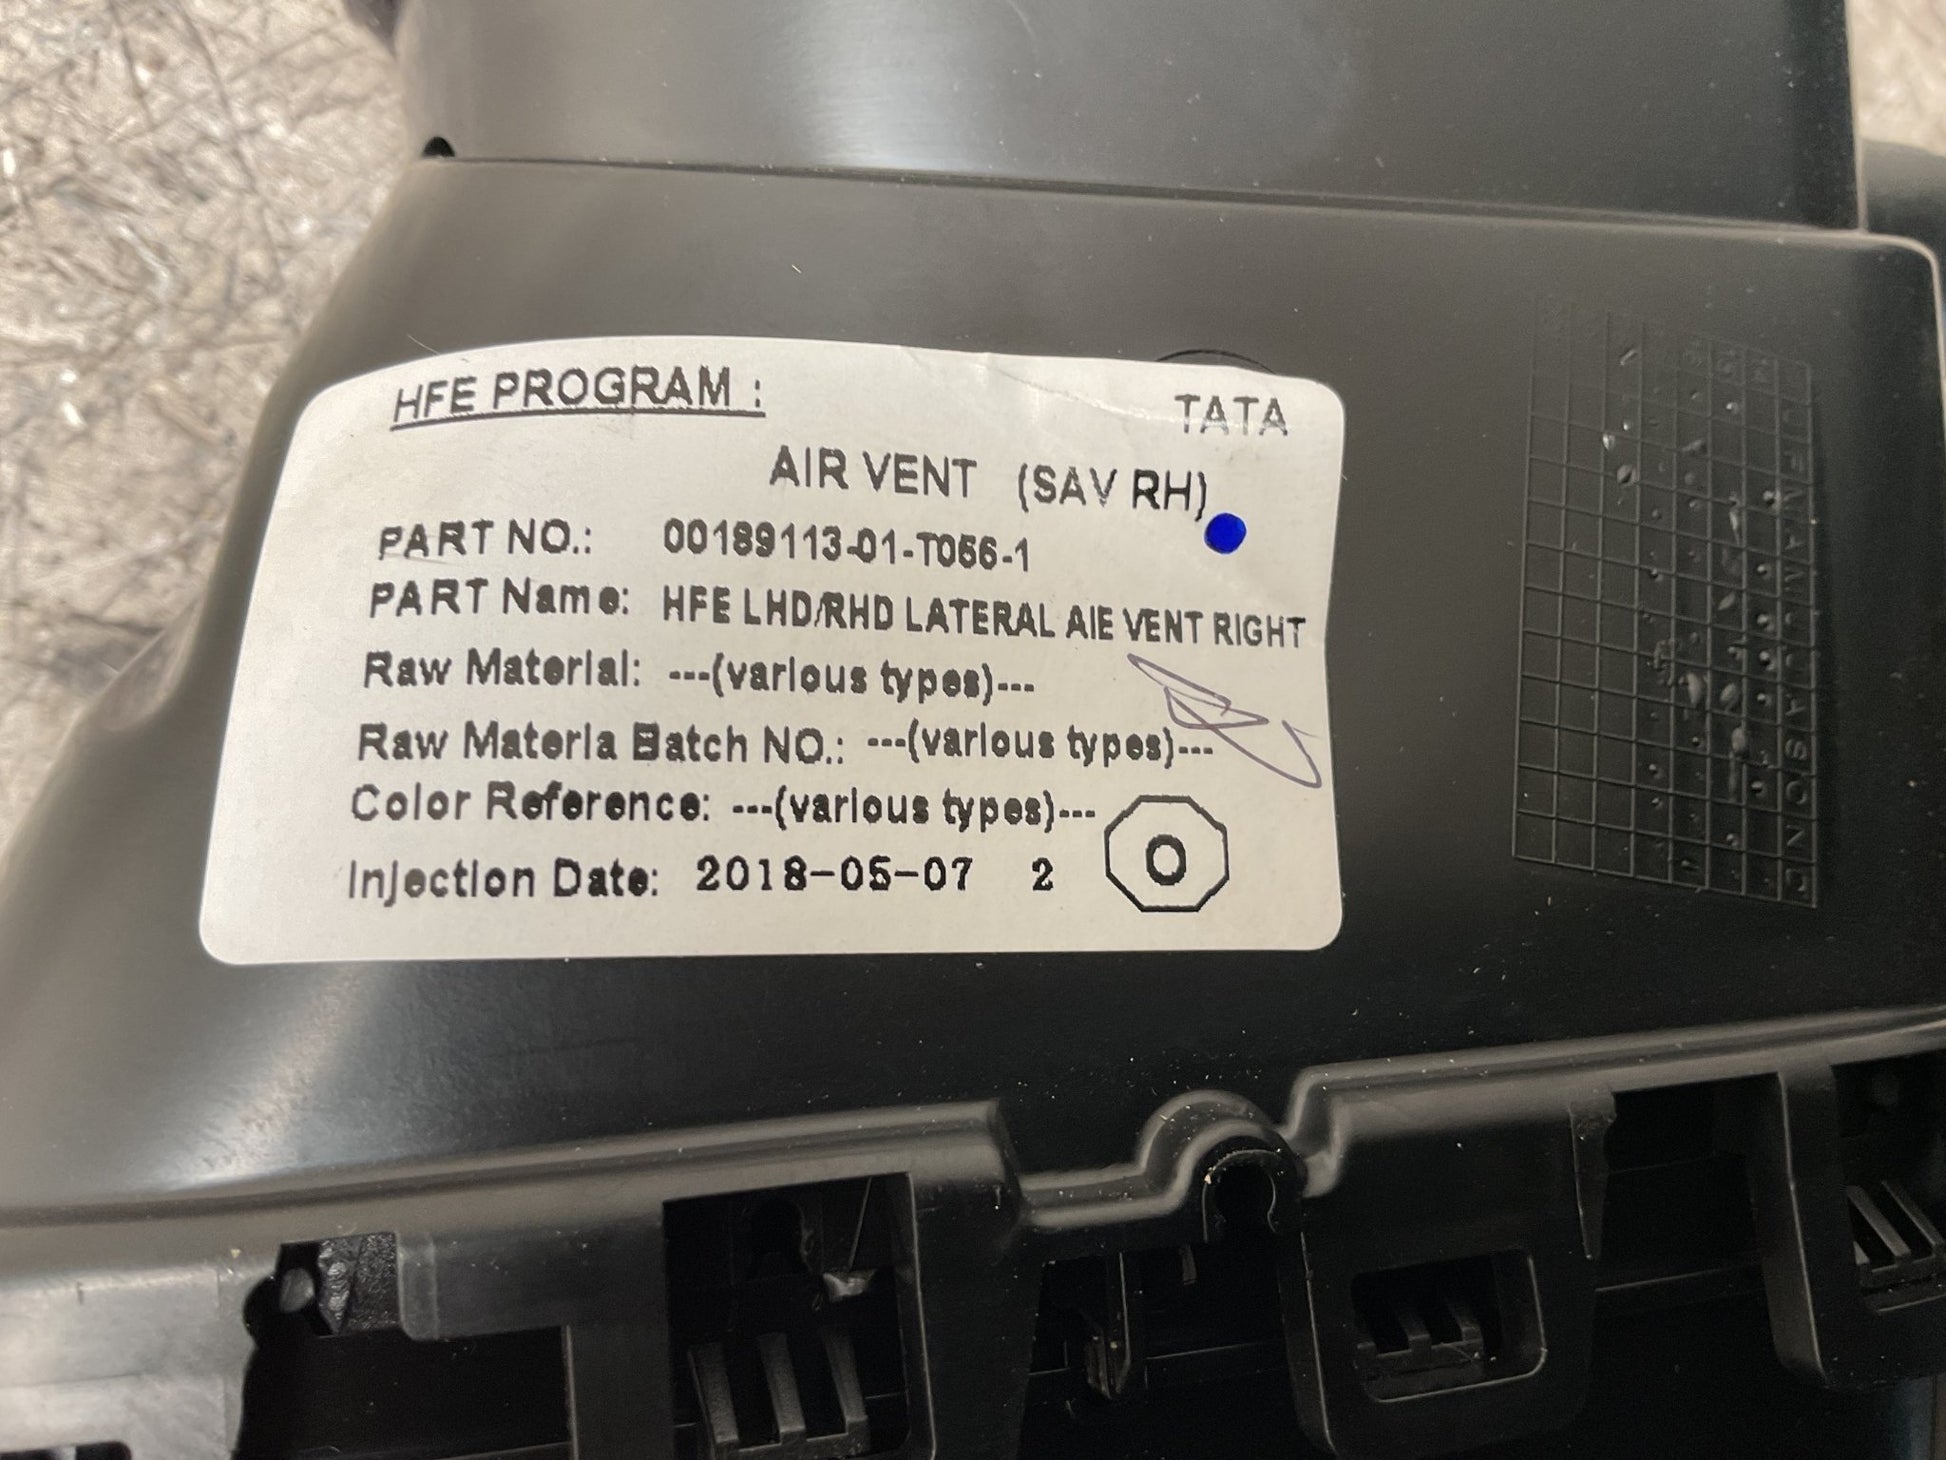 HFE PROGRAM :
TATA
AIR VENT (SAV RH)
PART NO.: 00189113-01-T066-1
PART Name: HFE LHD/RHD LATERAL AIE VENT RIGHT
Raw Material: ---(various types)---
Raw Materia Batch NO.: ---(various types)---
Color Reference: ---(various types)---
Injection Date: 2018-05-07 2 O
J F M A M J J A S O N D